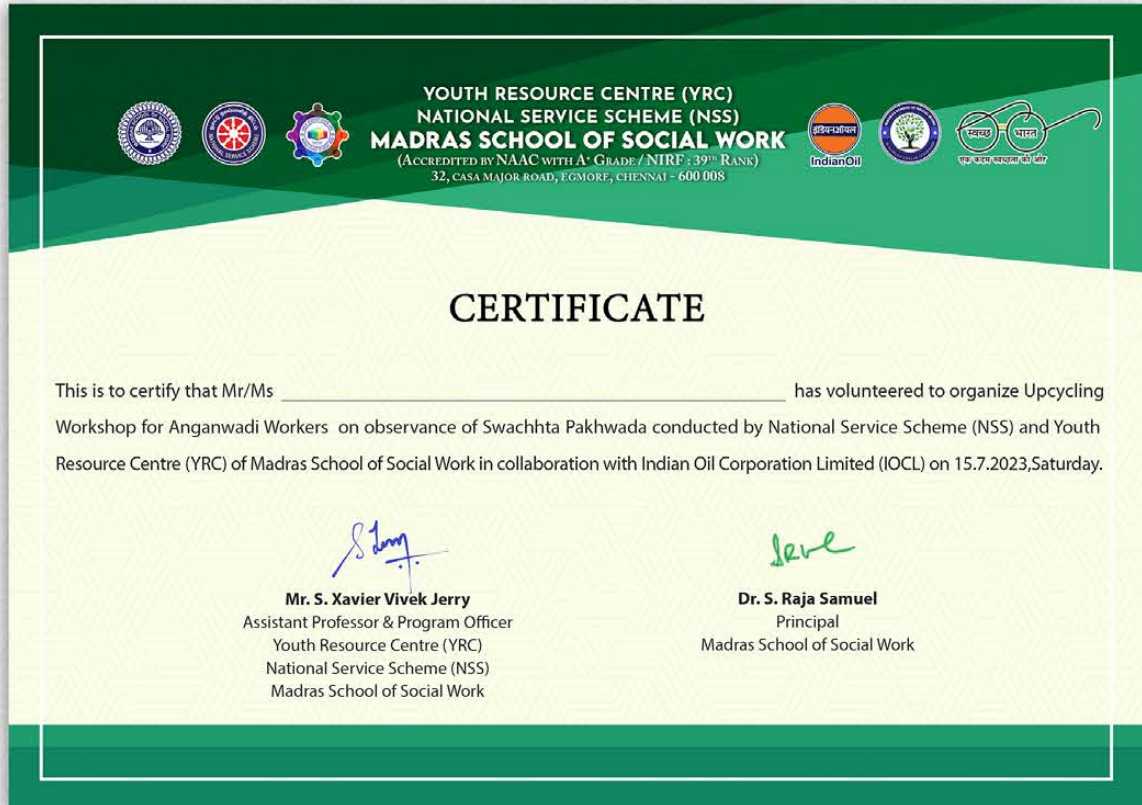 YOUTH RESOURCE CENTRE (YRC)
NATIONAL SERVICE SCHEME (NSS)
MADRAS SCHOOL OF SOCIAL WORK
(ACCREDITED BY NAAC WITH A+ GRADE / NIRF : 39TH RANK)
32, CASA MAJOR ROAD, EGMORE, CHENNAI - 600 008
इंडियनऑयल
IndianOil
स्वच्छ भारत
एक कदम स्वच्छता की ओर
CERTIFICATE
This is to certify that Mr/Ms has volunteered to organize Upcycling
Workshop for Anganwadi Workers on observance of Swachhta Pakhwada conducted by National Service Scheme (NSS) and Youth
Resource Centre (YRC) of Madras School of Social Work in collaboration with Indian Oil Corporation Limited (IOCL) on 15.7.2023,Saturday.
Mr. S. Xavier Vivek Jerry
Assistant Professor & Program Officer
Youth Resource Centre (YRC)
National Service Scheme (NSS)
Madras School of Social Work
Dr. S. Raja Samuel
Principal
Madras School of Social Work